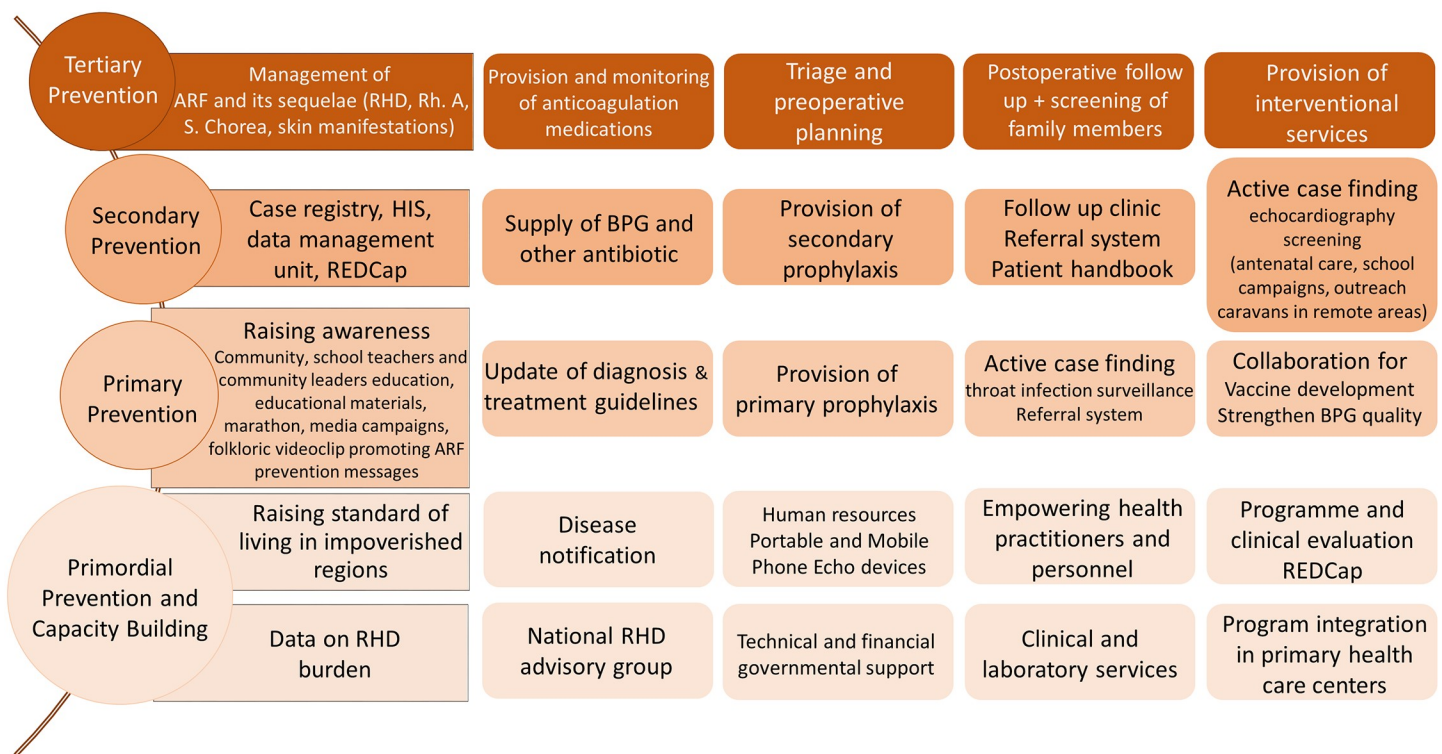 Tertiary
Prevention
Management of
ARF and its sequelae (RHD, Rh. A,
S. Chorea, skin manifestations)
Provision and monitoring
of anticoagulation
medications
Triage and
preoperative
planning
Postoperative follow
up + screening of
family members
Provision of
interventional
services
Secondary
Prevention
Case registry, HIS,
data management
unit, REDCap
Supply of BPG and
other antibiotic
Provision of
secondary
prophylaxis
Follow up clinic
Referral system
Patient handbook
Active case finding
echocardiography
screening
(antenatal care, school
campaigns, outreach
caravans in remote areas)
Primary
Prevention
Raising awareness
Community, school teachers and
community leaders education,
educational materials,
marathon, media campaigns,
folkloric videoclip promoting ARF
prevention messages
Update of diagnosis &
treatment guidelines
Provision of
primary prophylaxis
Active case finding
throat infection surveillance
Referral system
Collaboration for
Vaccine development
Strengthen BPG quality
Primordial
Prevention and
Capacity Building
Raising standard of
living in impoverished
regions
Disease
notification
Human resources
Portable and Mobile
Phone Echo devices
Empowering health
practitioners and
personnel
Programme and
clinical evaluation
REDCap
Data on RHD
burden
National RHD
advisory group
Technical and financial
governmental support
Clinical and
laboratory services
Program integration
in primary health
care centers